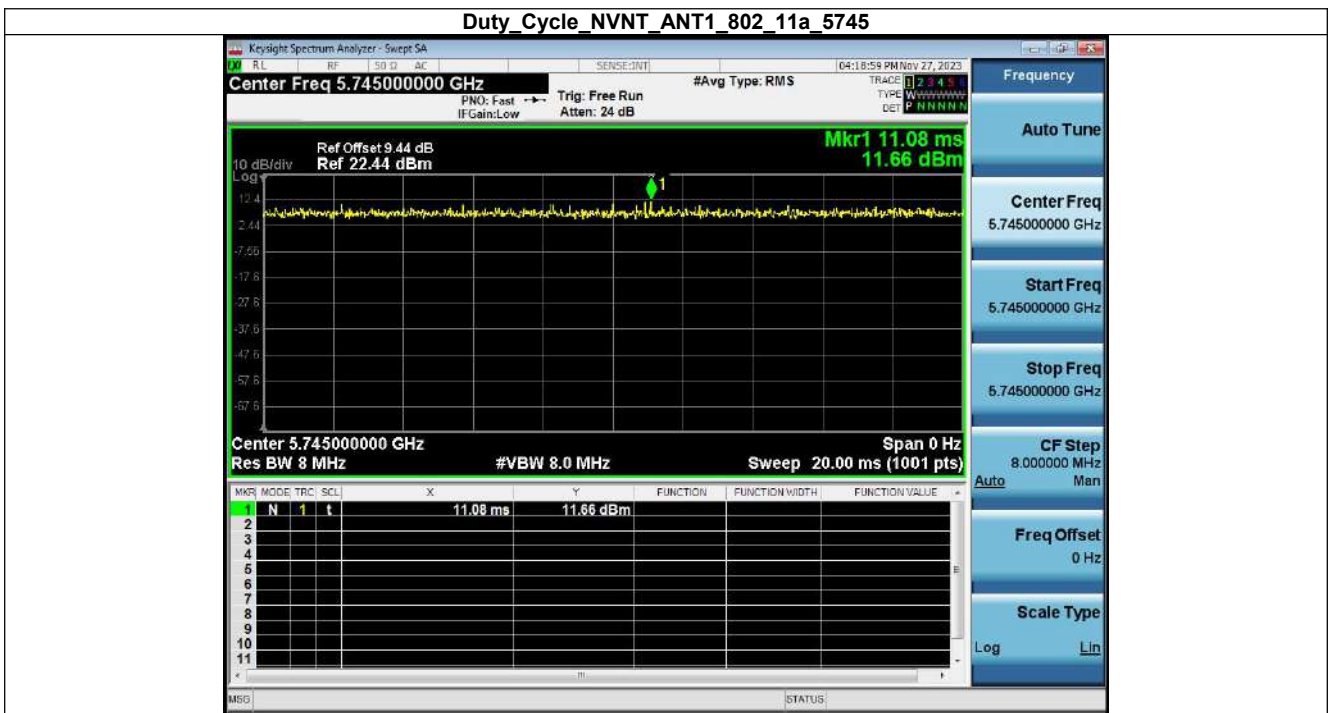 Duty_Cycle_NVNT_ANT1_802_11a_5745
Keysight Spectrum Analyzer - Swept SA
RL RF 50 Ω AC SENSE:INT 04:18:59 PM Nov 27, 2023
Center Freq 5.745000000 GHz #Avg Type: RMS TRACE 1 2 3 4 5 6
PNO: Fast Trig: Free Run TYPE WWWWWW
IFGain:Low Atten: 24 dB DET P N N N N N
Frequency
Auto Tune
Mkr1 11.08 ms
11.66 dBm
Ref Offset 9.44 dB
10 dB/div Ref 22.44 dBm
Log
1
12.4
2.44
-7.56
-17.6
-27.6
-37.6
-47.6
-57.6
-67.6
Center Freq
5.745000000 GHz
Start Freq
5.745000000 GHz
Stop Freq
5.745000000 GHz
Center 5.745000000 GHz Span 0 Hz
Res BW 8 MHz #VBW 8.0 MHz Sweep 20.00 ms (1001 pts)
CF Step
8.000000 MHz
Auto Man
MKR MODE TRC SCL X Y FUNCTION FUNCTION WIDTH FUNCTION VALUE
1 N 1 t 11.08 ms 11.66 dBm
2
3
4
5
6
7
8
9
10
11
Freq Offset
0 Hz
Scale Type
Log Lin
MSG STATUS